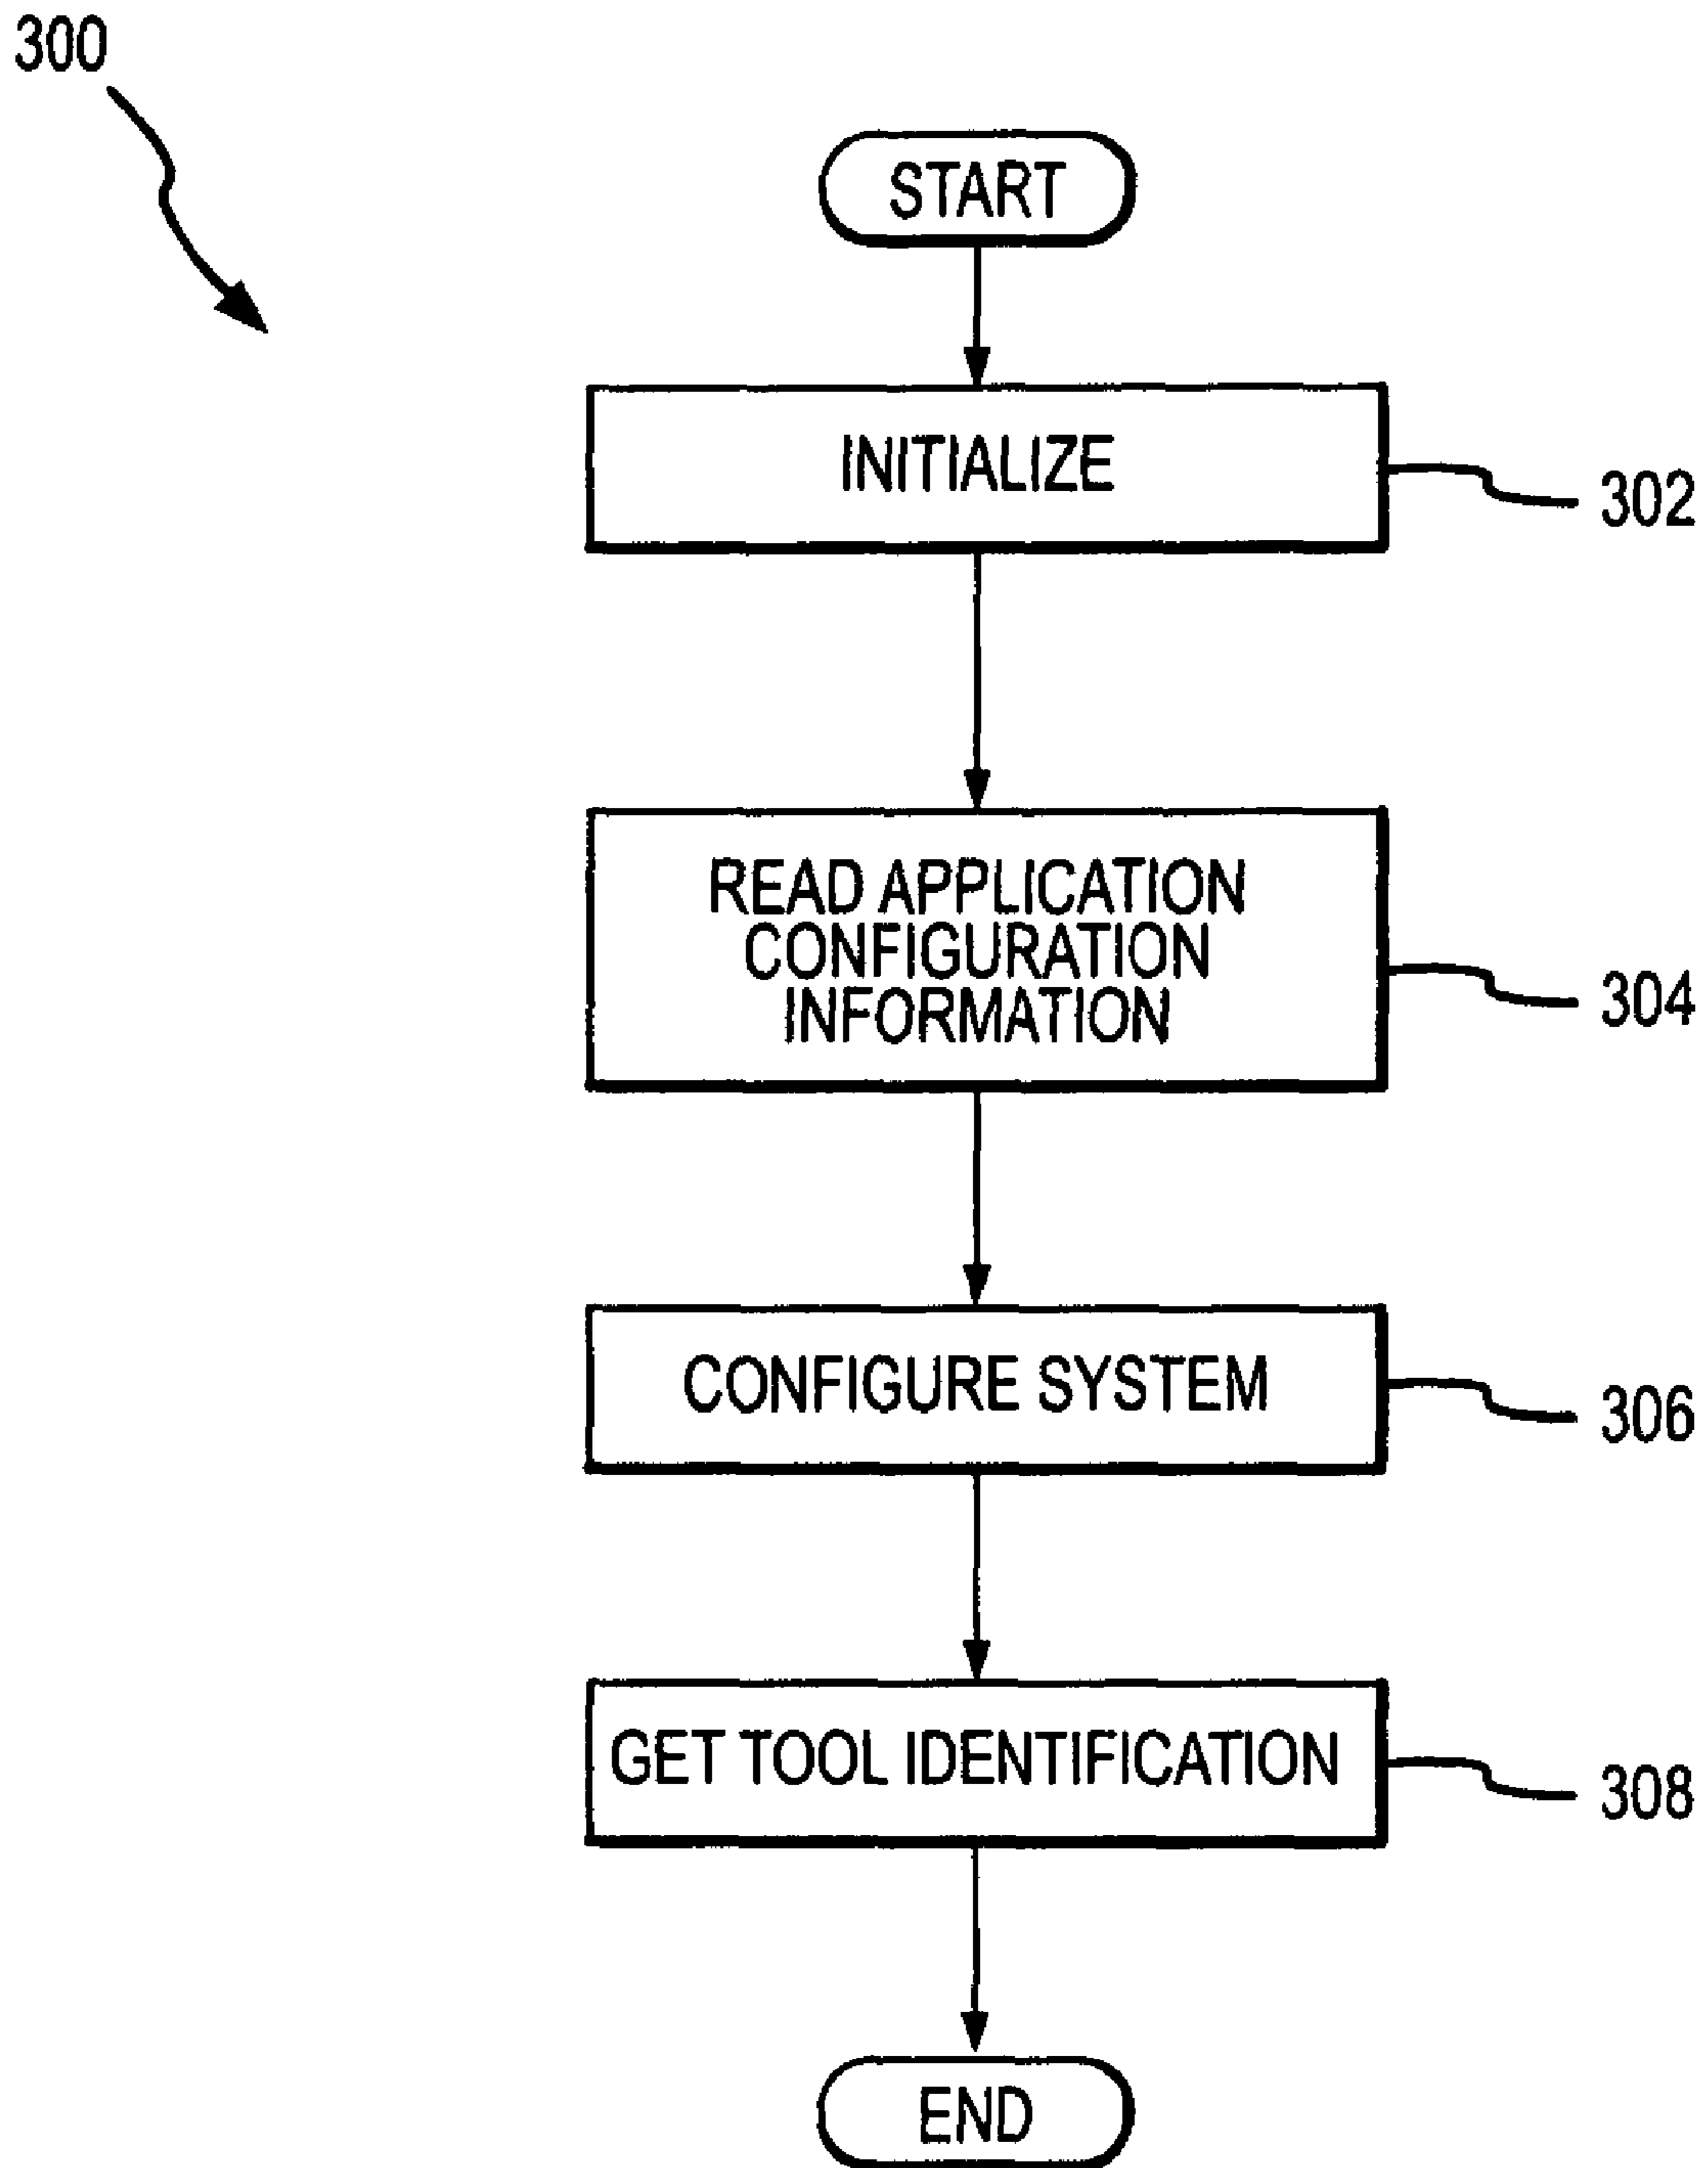 300
START
INITIALIZE
302
READ APPLICATION
CONFIGURATION
INFORMATION
304
CONFIGURE SYSTEM
306
GET TOOL IDENTIFICATION
308
END